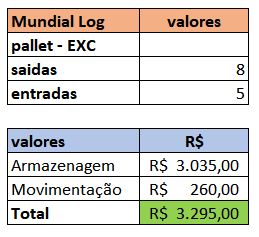 Mundial Log valores
pallet - EXC
saidas 8
entradas 5
valores R$
Armazenagem R$ 3.035,00
Movimentação R$ 260,00
Total R$ 3.295,00